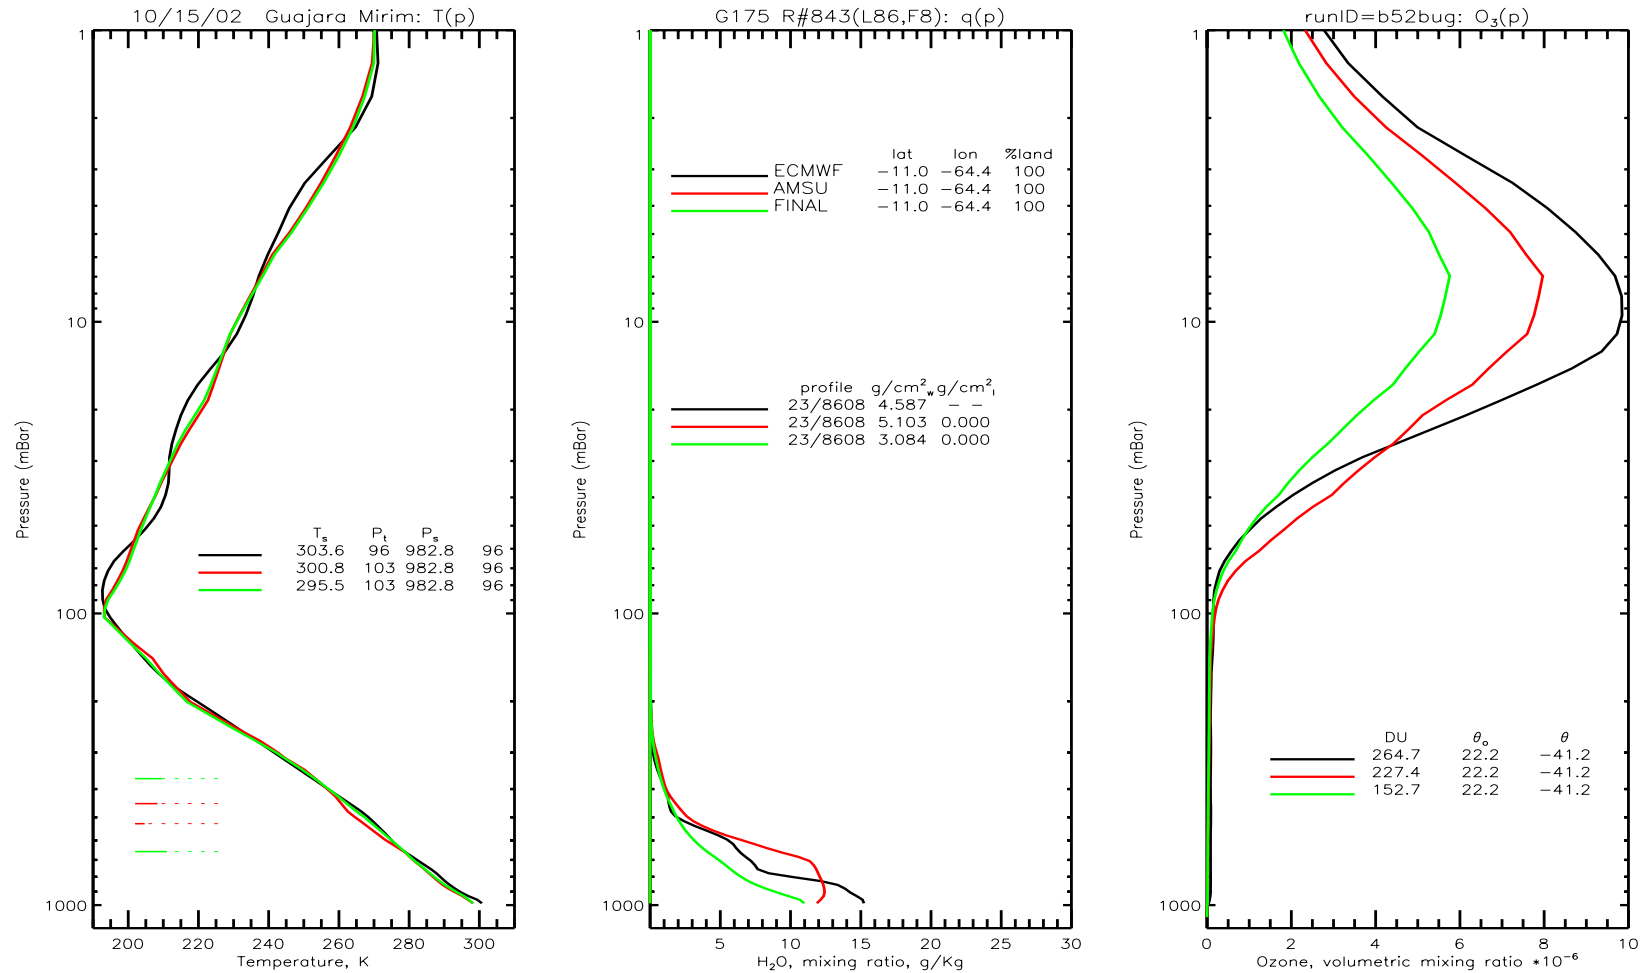 10/15/02 Guajara Mirim: T(p)
1
10
100
1000
Pressure (mBar)
Ts Pt Ps
303.6 96 982.8 96
300.8 103 982.8 96
295.5 103 982.8 96
200 220 240 260 280 300
Temperature, K
G175 R#843(L86,F8): q(p)
1
10
100
1000
Pressure (mBar)
lat lon %land
ECMWF −11.0 −64.4 100
AMSU −11.0 −64.4 100
FINAL −11.0 −64.4 100
profile g/cm²w g/cm²l
23/8608 4.587 − −
23/8608 5.103 0.000
23/8608 3.084 0.000
5 10 15 20 25 30
H₂O, mixing ratio, g/Kg
runID=b52bug: O₃(p)
1
10
100
1000
Pressure (mBar)
DU θo θ
264.7 22.2 −41.2
227.4 22.2 −41.2
152.7 22.2 −41.2
0 2 4 6 8 10
Ozone, volumetric mixing ratio *10⁻⁶